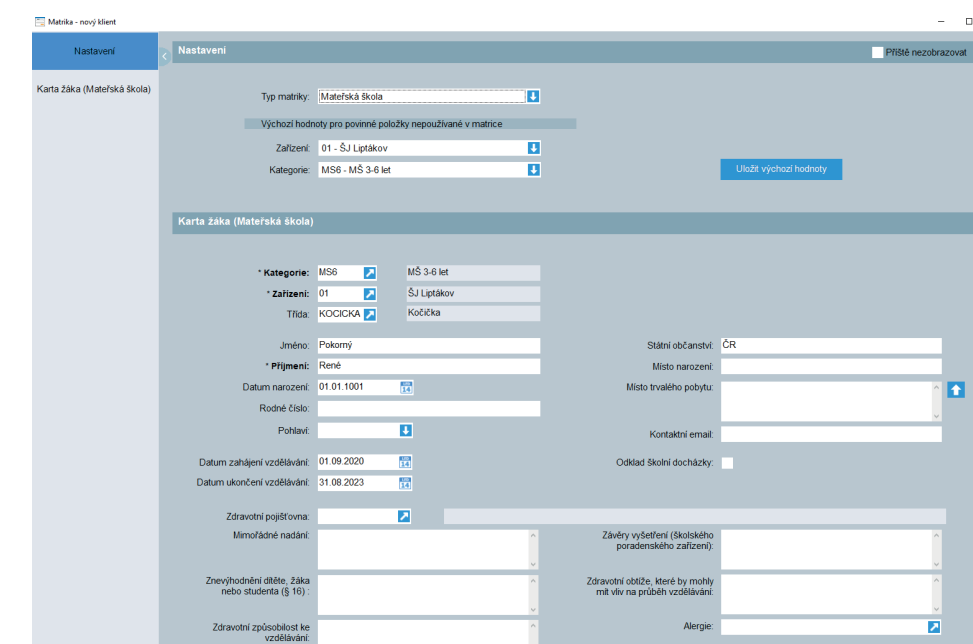 Matrika - nový klient
Nastavení
Karta žáka (Mateřská škola)
Nastavení
Příště nezobrazovat
Typ matriky: Mateřská škola
Výchozí hodnoty pro povinné položky nepoužívané v matrice
Zařízení: 01 - ŠJ Liptákov
Kategorie: MS6 - MŠ 3-6 let
Uložit výchozí hodnoty
Karta žáka (Mateřská škola)
* Kategorie: MS6 MŠ 3-6 let
* Zařízení: 01 ŠJ Liptákov
Třída: KOCICKA Kočička
Jméno: Pokorný
Státní občanství: ČR
* Příjmení: René
Místo narození:
Datum narození: 01.01.1001 14
Místo trvalého pobytu:
Rodné číslo:
Pohlaví:
Kontaktní email:
Datum zahájení vzdělávání: 01.09.2020 14
Odklad školní docházky:
Datum ukončení vzdělávání: 31.08.2023 14
Zdravotní pojišťovna:
Mimořádné nadání:
Závěry vyšetření (školského
poradenského zařízení):
Znevýhodnění dítěte, žáka
nebo studenta (§ 16) :
Zdravotní obtíže, které by mohly
mít vliv na průběh vzdělávání:
Zdravotní způsobilost ke
vzdělávání:
Alergie: